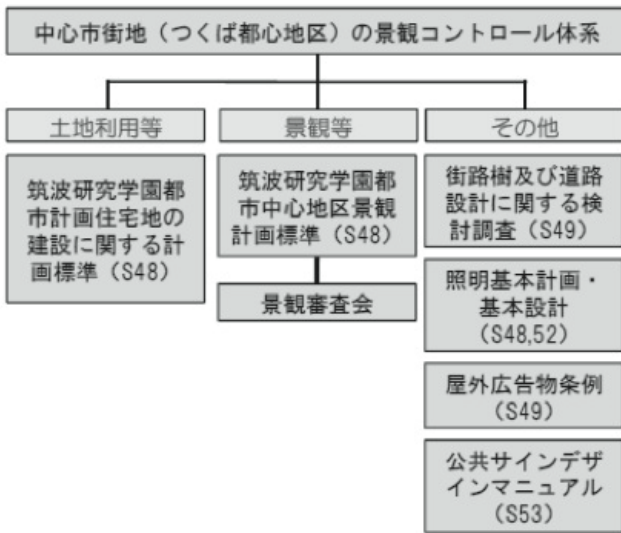 中心市街地（つくば都心地区）の景観コントロール体系
土地利用等
景観等
その他
筑波研究学園都
市計画住宅地の
建設に関する計
画標準（S48）
筑波研究学園都
市中心地区景観
計画標準（S48）
景観審査会
街路樹及び道路
設計に関する検
討調査（S49）
照明基本計画・
基本設計
(S48,52)
屋外広告物条例
(S49)
公共サインデザ
インマニュアル
(S53)